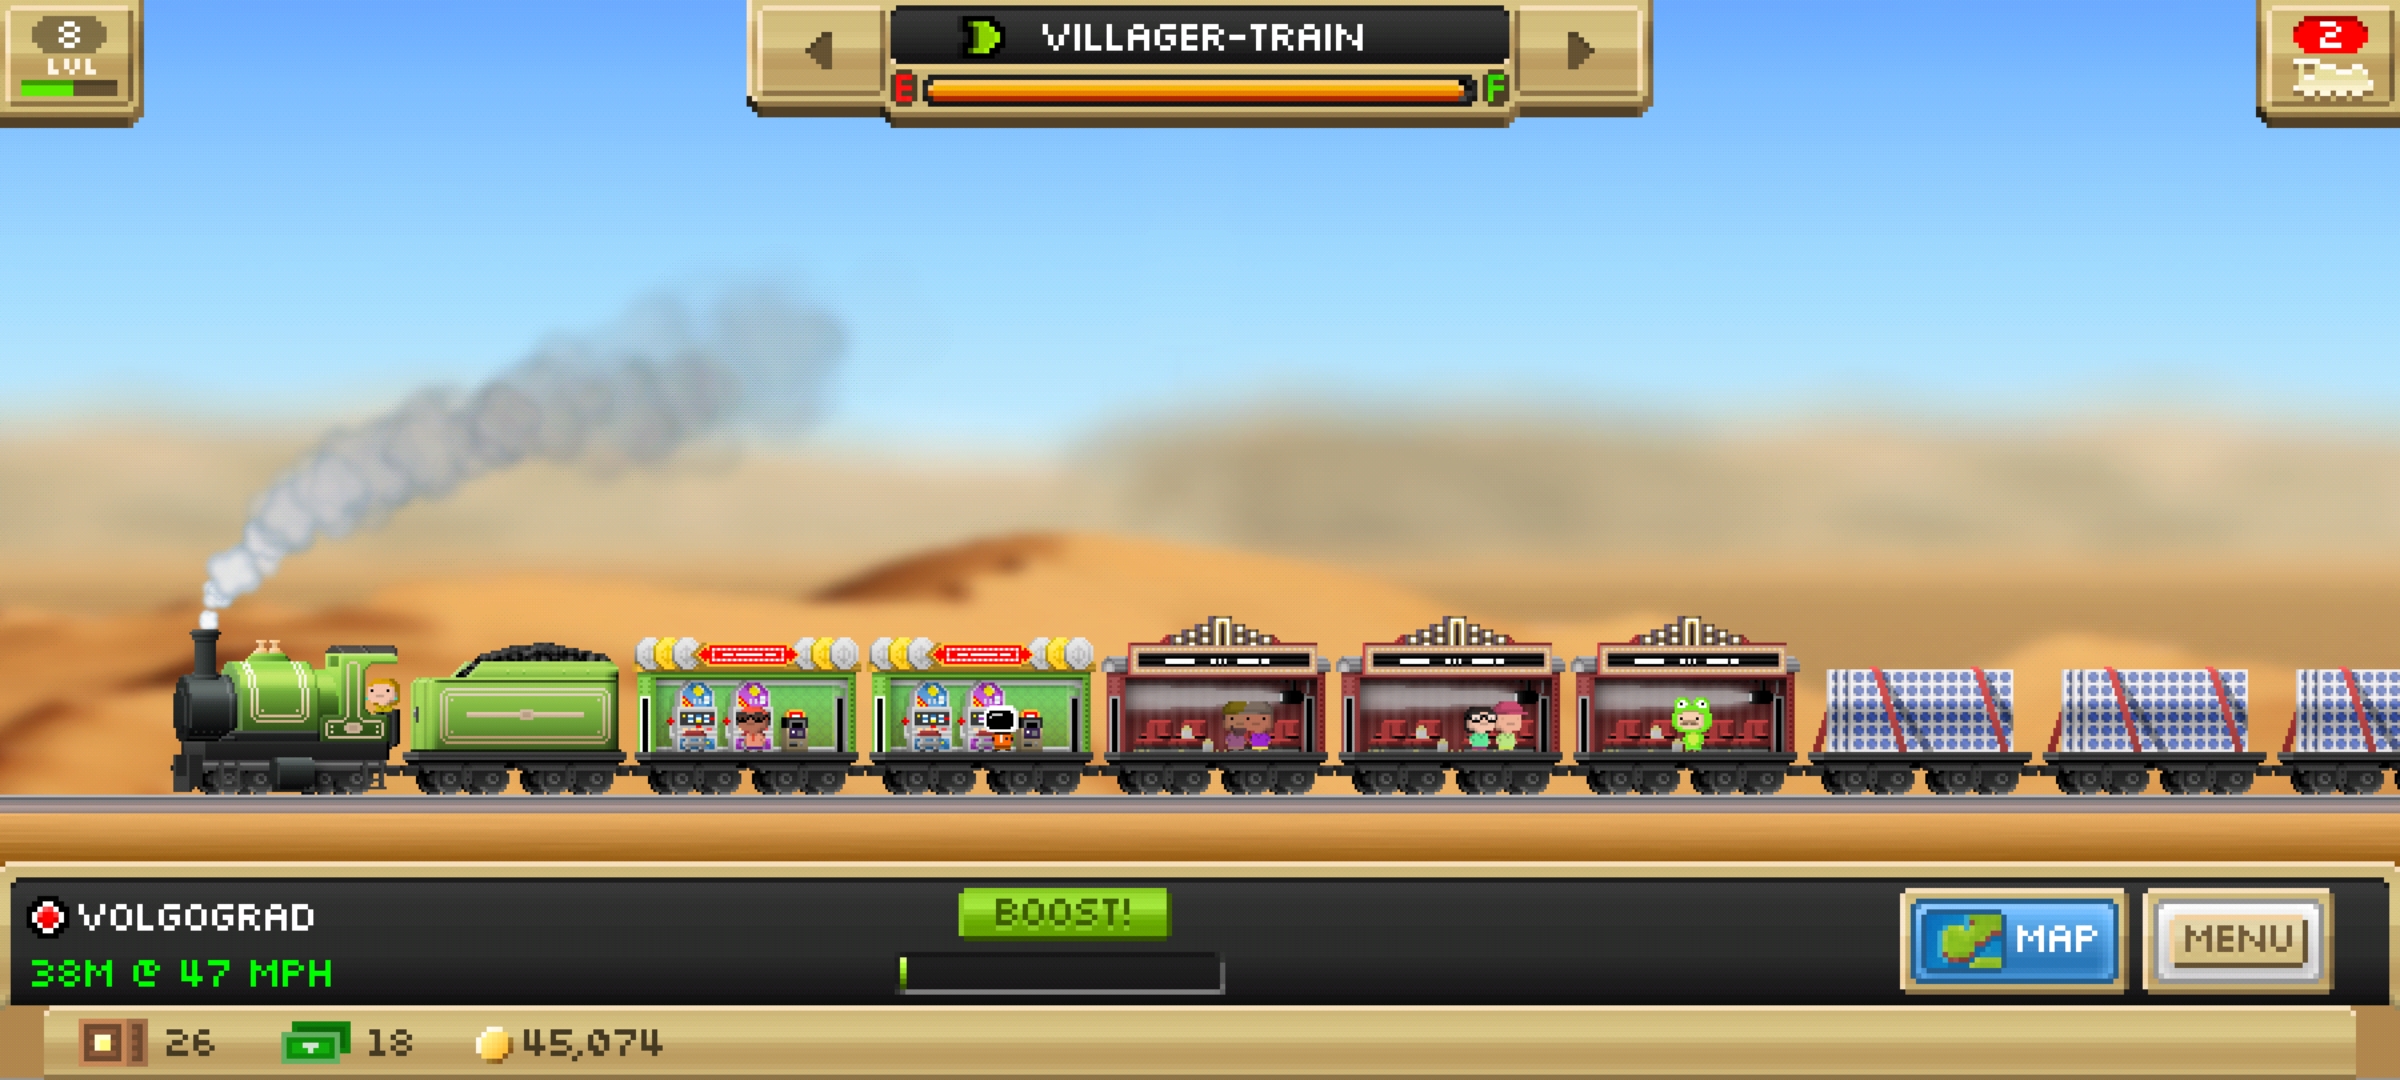 8
LVL
VILLAGER-TRAIN
E F
2
VOLGOGRAD
38M @ 47 MPH
BOOST!
MAP
MENU
26
18
45,074